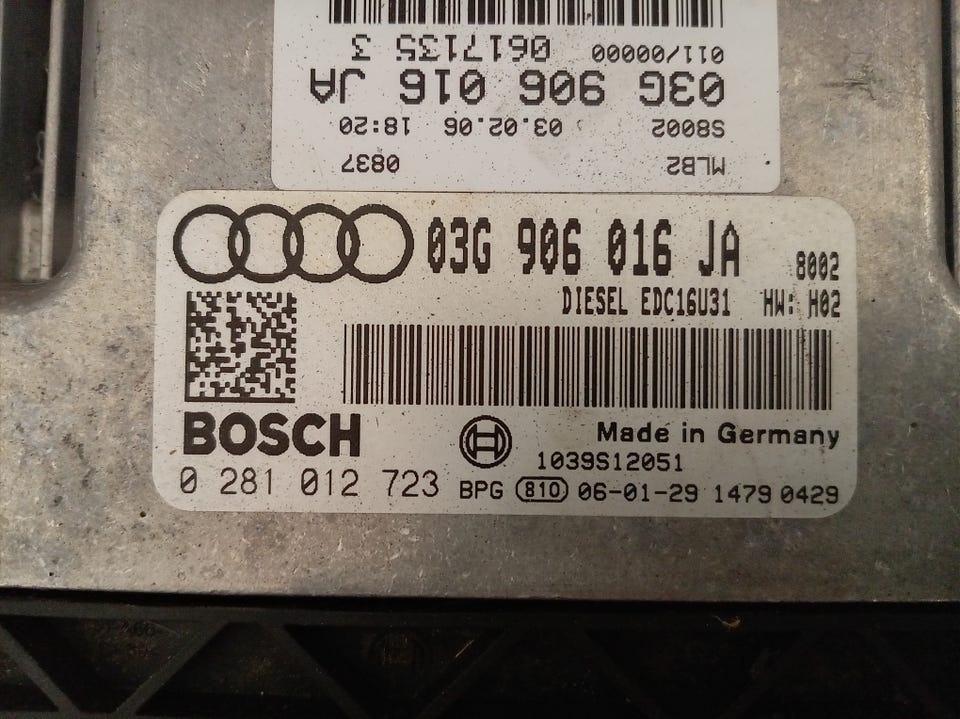 011/00000 0617135 3
03G 906 016 JA
S8002 03.02.06 18:20
MLB2 0837
03G 906 016 JA 8002
DIESEL EDC16U31 HW: H02
BOSCH
Made in Germany
1039S12051
0 281 012 723 BPG 810 06-01-29 1479 0429